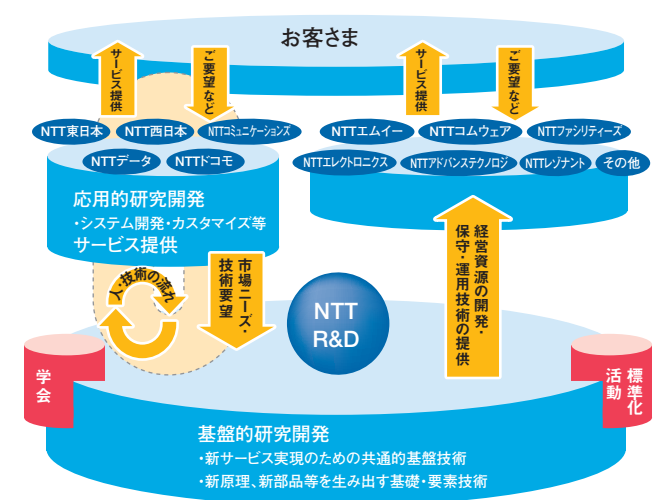 お客さま
サービス提供
ご要望など
サービス提供
ご要望など
NTT東日本
NTT西日本
NTTコミュニケーションズ
NTTエムイー
NTTコムウェア
NTTファシリティーズ
NTTデータ
NTTドコモ
NTTエレクトロニクス
NTTアドバンステクノロジ
NTTレゾナント
その他
応用的研究開発
・システム開発・カスタマイズ等
サービス提供
人・技術の流れ
市場ニーズ・
技術要望
NTT
R&D
経営資源の開発・
保守・運用技術の提供
学会
標準化
活動
基盤的研究開発
・新サービス実現のための共通的基盤技術
・新原理、新部品等を生み出す基礎・要素技術